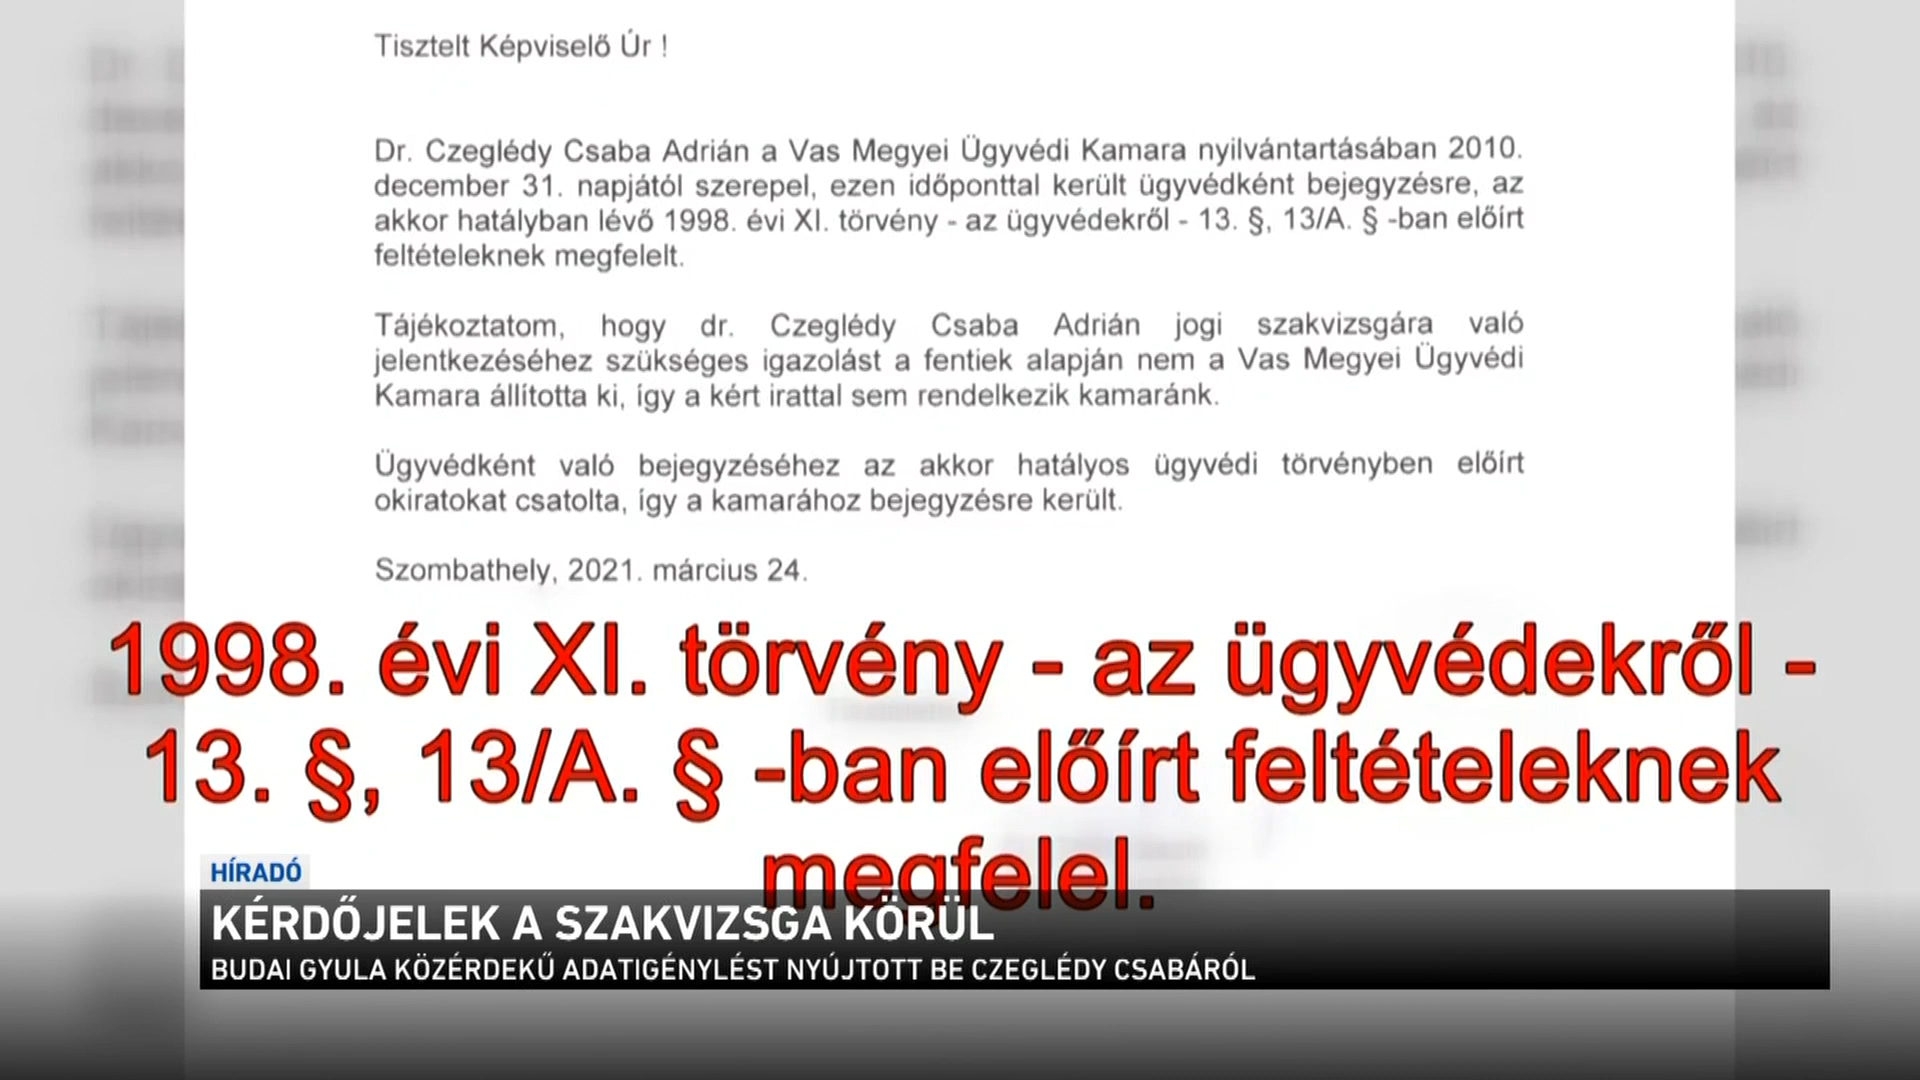 Tisztelt Képviselő Úr !
Dr. Czeglédy Csaba Adrián a Vas Megyei Ügyvédi Kamara nyilvántartásában 2010.
december 31. napjától szerepel, ezen időponttal került ügyvédként bejegyzésre, az
akkor hatályban lévő 1998. évi XI. törvény - az ügyvédekről - 13. §, 13/A. § -ban előírt
feltételeknek megfelelt.
Tájékoztatom, hogy dr. Czeglédy Csaba Adrián jogi szakvizsgára való
jelentkezéséhez szükséges igazolást a fentiek alapján nem a Vas Megyei Ügyvédi
Kamara állította ki, így a kért irattal sem rendelkezik kamaránk.
Ügyvédként való bejegyzéséhez az akkor hatályos ügyvédi törvényben előírt
okiratokat csatolta, így a kamarához bejegyzésre került.
Szombathely, 2021. március 24.
1998. évi XI. törvény - az ügyvédekről -
13. §, 13/A. § -ban előírt feltételeknek
megfelel.
HÍRADÓ
KÉRDŐJELEK A SZAKVIZSGA KÖRÜL
BUDAI GYULA KÖZÉRDEKŰ ADATIGÉNYLÉST NYÚJTOTT BE CZEGLÉDY CSABÁRÓL